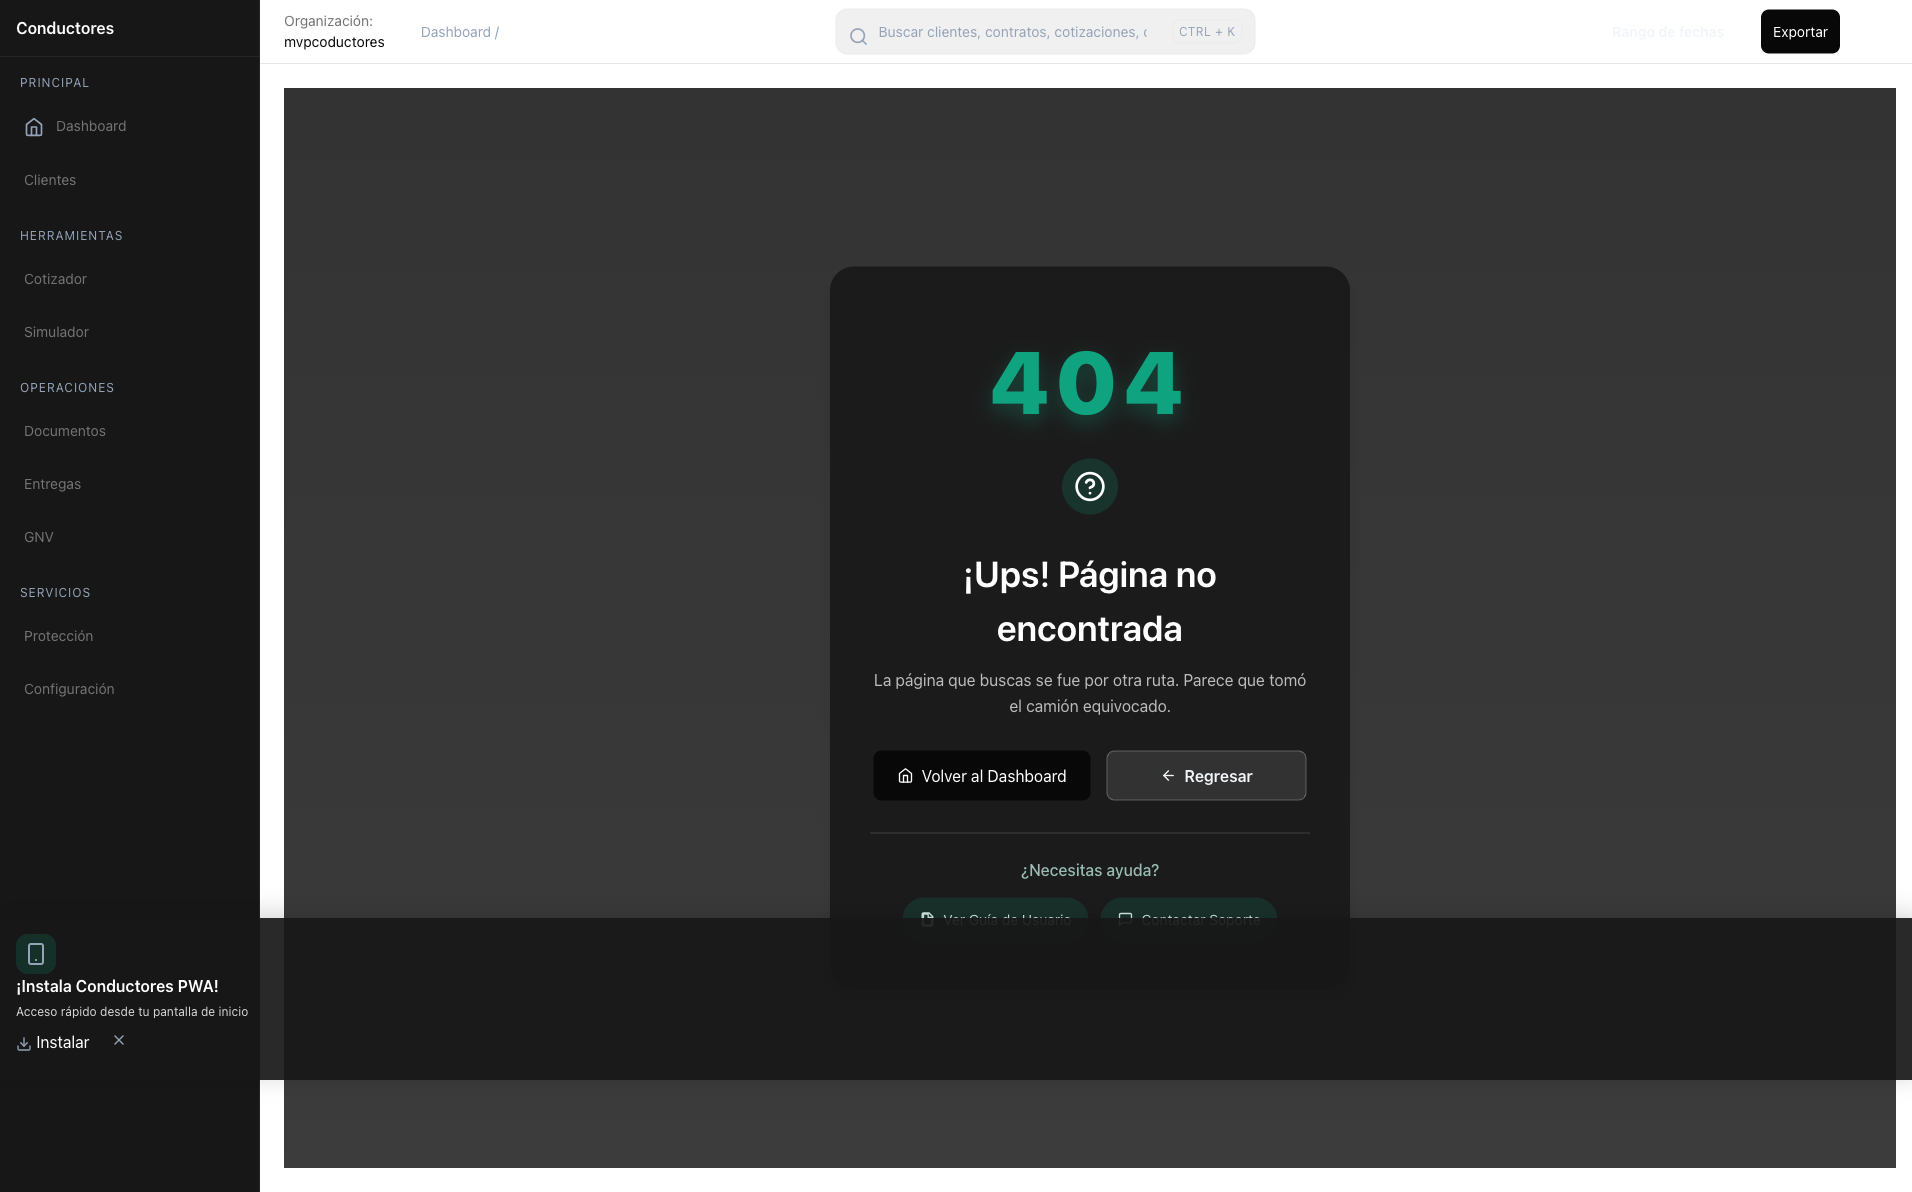 Conductores
PRINCIPAL
Dashboard
Clientes
HERRAMIENTAS
Cotizador
Simulador
OPERACIONES
Documentos
Entregas
GNV
SERVICIOS
Protección
Configuración
¡Instala Conductores PWA!
Acceso rápido desde tu pantalla de inicio
Instalar
Organización:
mvpcoductores
Dashboard /
Buscar clientes, contratos, cotizaciones,
CTRL + K
Rango de fechas
Exportar
404
¡Ups! Página no
encontrada
La página que buscas se fue por otra ruta. Parece que tomó
el camión equivocado.
Volver al Dashboard
Regresar
¿Necesitas ayuda?
Ver Guía de Usuario
Contactar Soporte